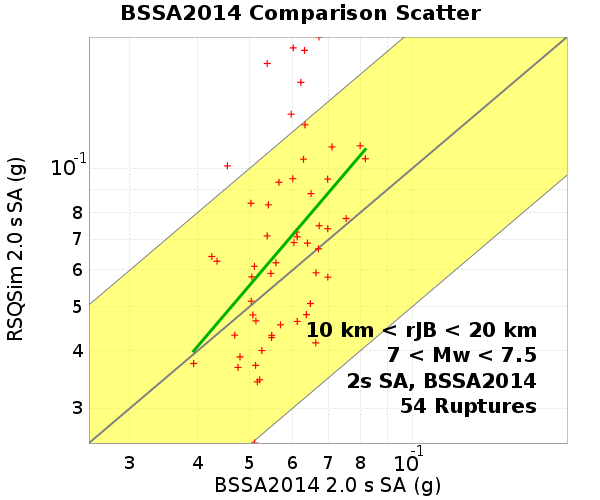 BSSA2014 Comparison Scatter
RSQSim 2.0 s SA (g)
10-1
8
7
6
5
4
3
10 km < rJB < 20 km
7 < Mw < 7.5
2s SA, BSSA2014
54 Ruptures
3 4 5 6 7 8 10-1
BSSA2014 2.0 s SA (g)